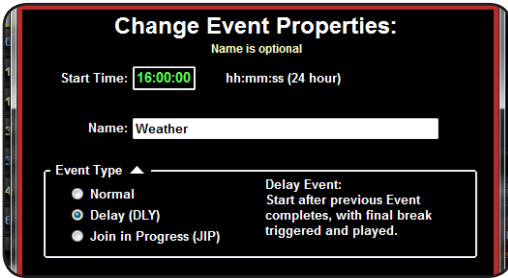 Change Event Properties:
Name is optional
Start Time: 16:00:00 hh:mm:ss (24 hour)
Name: Weather
Event Type
Normal
Delay (DLY)
Join in Progress (JIP)
Delay Event:
Start after previous Event
completes, with final break
triggered and played.